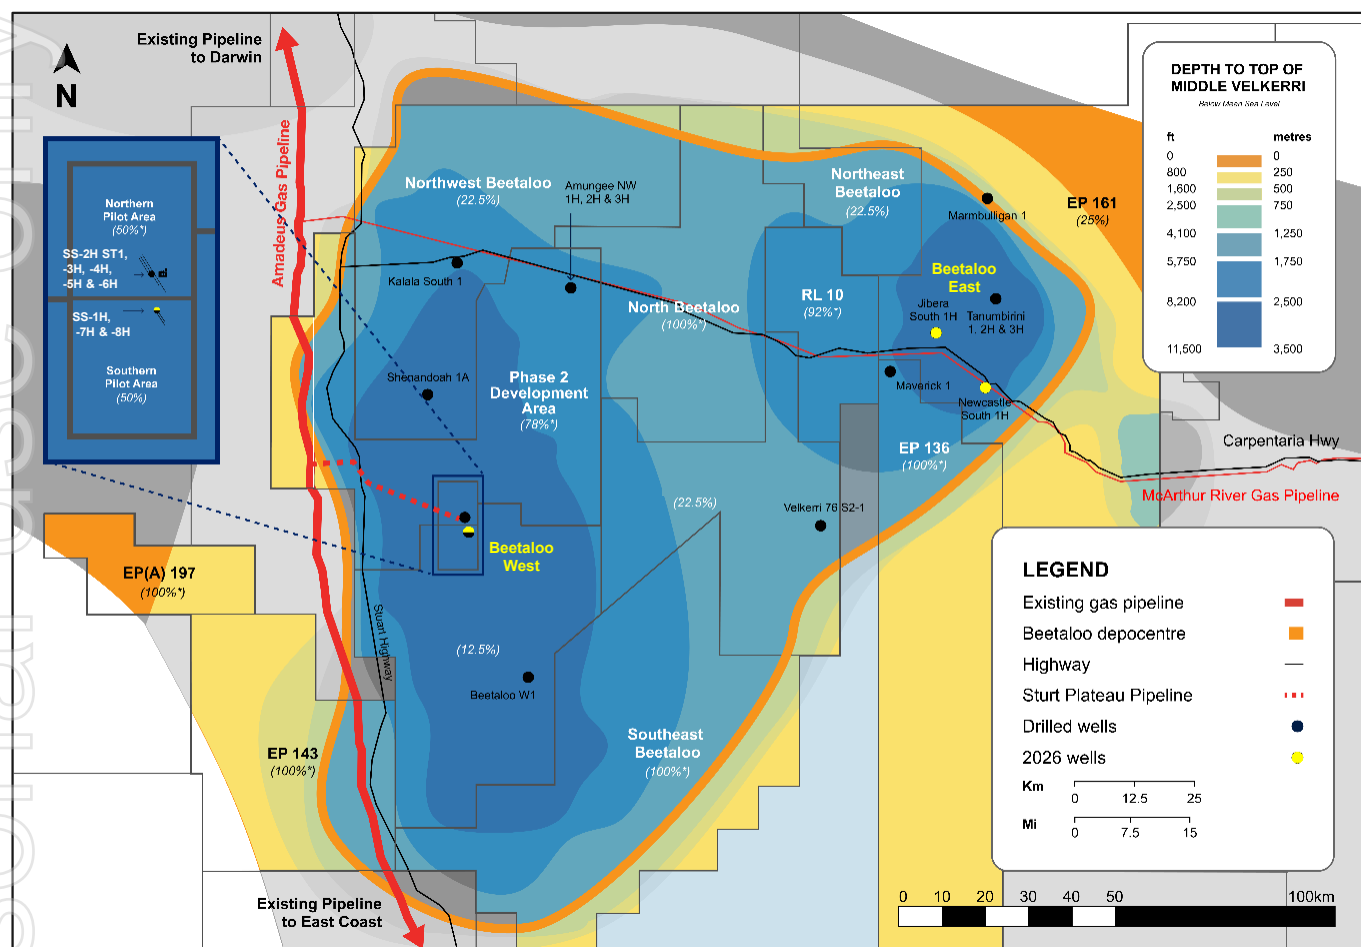 Existing Pipeline
to Darwin
N
Amadeus Gas Pipeline
Northern
Pilot Area
(50%*)
SS-2H ST1,
-3H, -4H,
-5H & -6H
SS-1H,
-7H & -8H
Southern
Pilot Area
(50%)
Northwest Beetaloo
(22.5%)
Amungee NW
1H, 2H & 3H
Kalala South 1
Northeast
Beetaloo
(22.5%)
Marmbulligan 1
EP 161
(25%)
Beetaloo
East
Jibera
South 1H
Tanumbirini
1, 2H & 3H
RL 10
(92%*)
North Beetaloo
(100%*)
Shenandoah 1A
Phase 2
Development
Area
(78%*)
Maverick 1
Newcastle
South 1H
EP 136
(100%*)
Carpentaria Hwy
McArthur River Gas Pipeline
(22.5%)
Velkerri 76 S2-1
Beetaloo
West
EP(A) 197
(100%*)
Stuart Highway
(12.5%)
Beetaloo W1
Southeast
Beetaloo
(100%*)
EP 143
(100%*)
Existing Pipeline
to East Coast
DEPTH TO TOP OF
MIDDLE VELKERRI
Below Mean Sea Level
ft metres
0 0
800 250
1,600 500
2,500 750
4,100 1,250
5,750 1,750
8,200 2,500
11,500 3,500
LEGEND
Existing gas pipeline
Beetaloo depocentre
Highway
Sturt Plateau Pipeline
Drilled wells
2026 wells
Km
0 12.5 25
Mi
0 7.5 15
0 10 20 30 40 50 100km